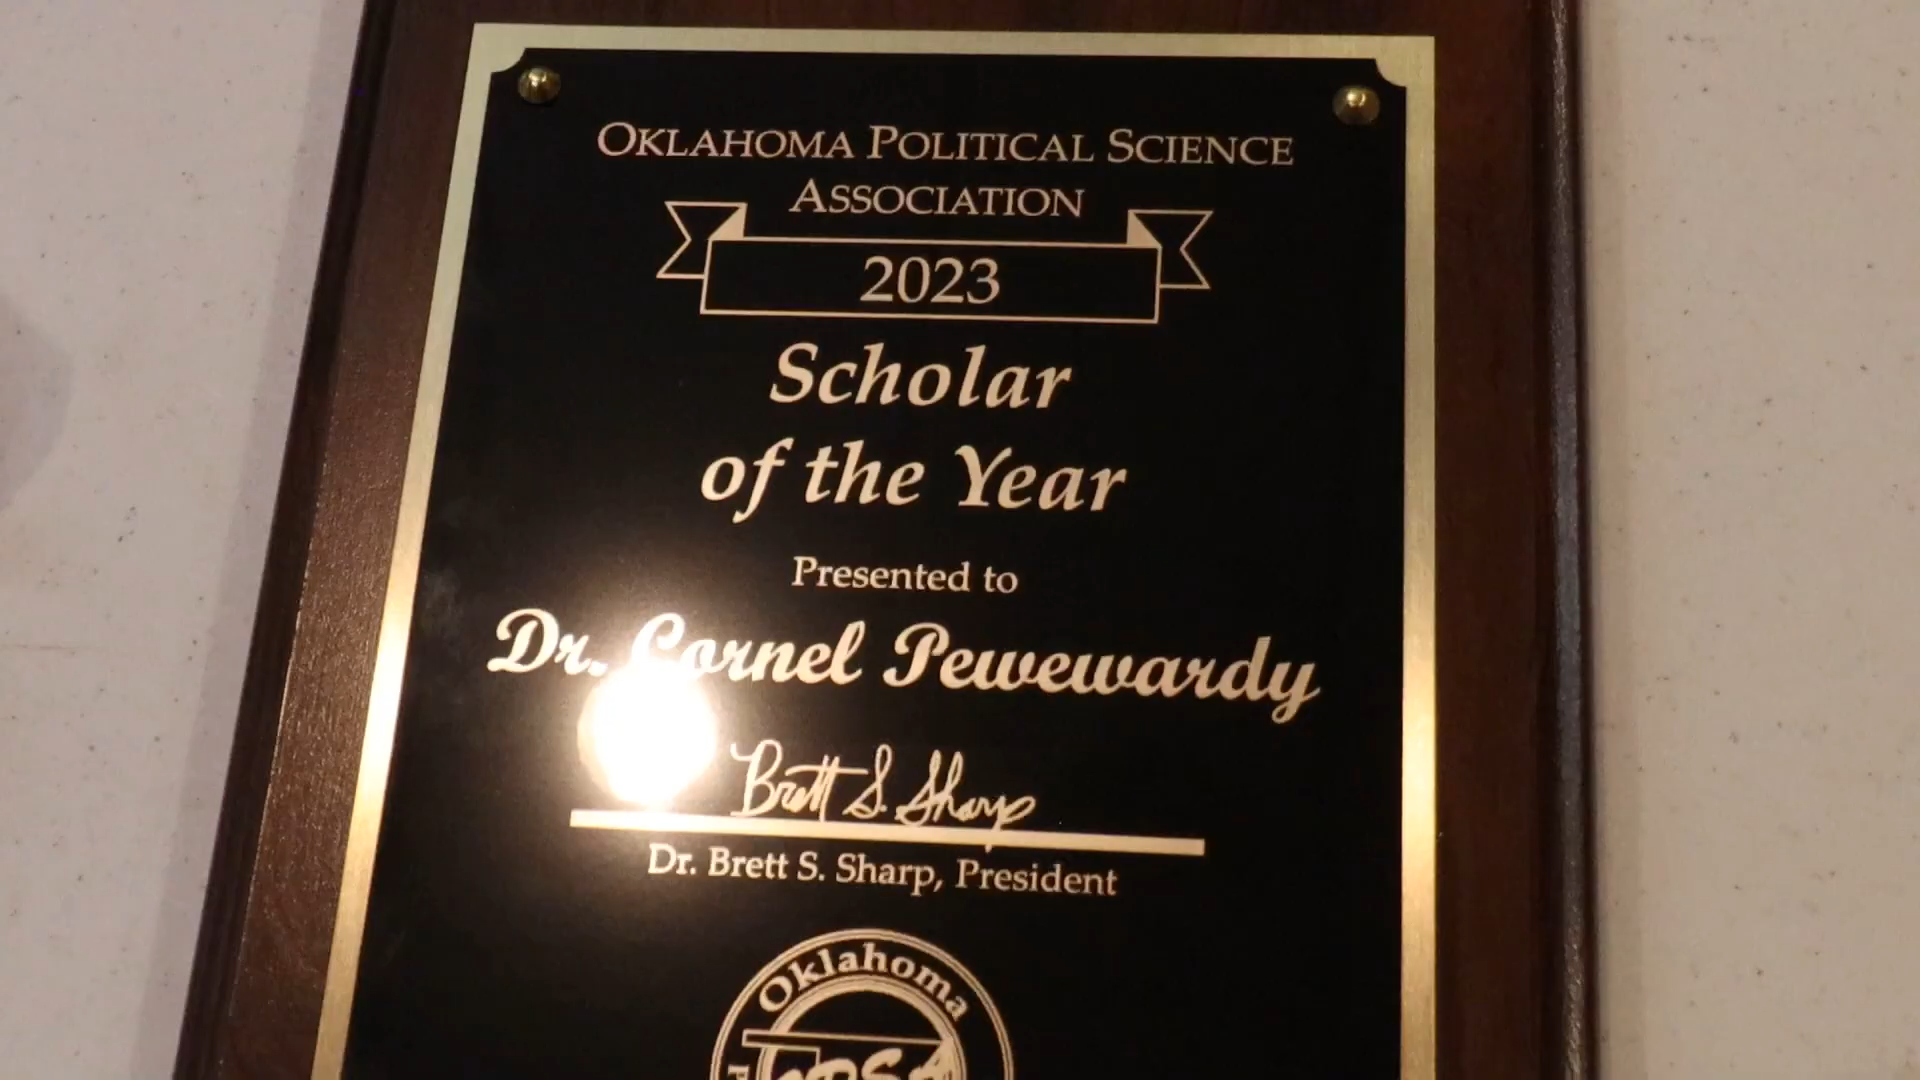 OKLAHOMA POLITICAL SCIENCE
ASSOCIATION
2023
Scholar
of the Year
Presented to
Dr. Cornel Pewewardy
Brett S. Sharp
Dr. Brett S. Sharp, President
Oklahoma